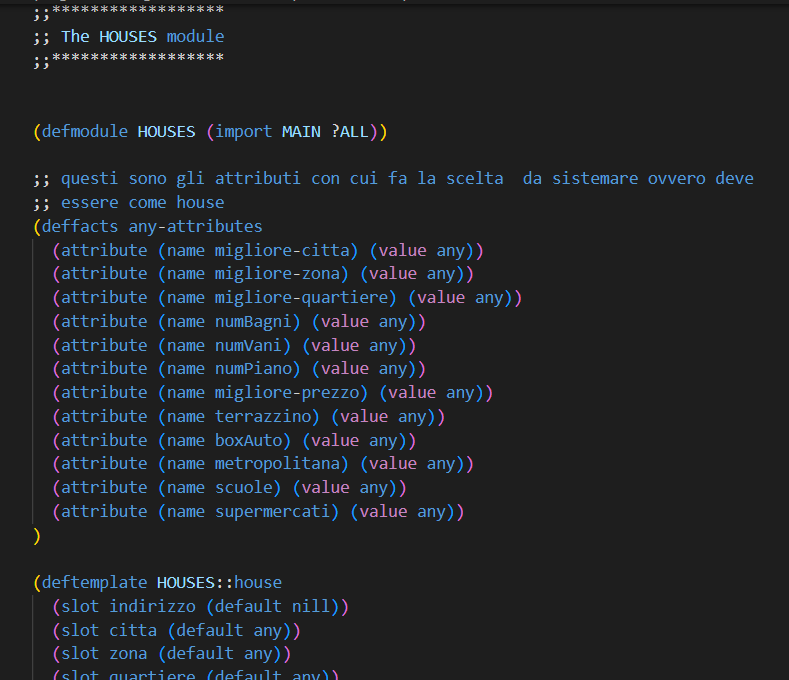 ;;******************
;; The HOUSES module
;;******************
(defmodule HOUSES (import MAIN ?ALL))
;; questi sono gli attributi con cui fa la scelta  da sistemare ovvero deve
;; essere come house
(deffacts any-attributes
  (attribute (name migliore-citta) (value any))
  (attribute (name migliore-zona) (value any))
  (attribute (name migliore-quartiere) (value any))
  (attribute (name numBagni) (value any))
  (attribute (name numVani) (value any))
  (attribute (name numPiano) (value any))
  (attribute (name migliore-prezzo) (value any))
  (attribute (name terrazzino) (value any))
  (attribute (name boxAuto) (value any))
  (attribute (name metropolitana) (value any))
  (attribute (name scuole) (value any))
  (attribute (name supermercati) (value any))
)
(deftemplate HOUSES::house
  (slot indirizzo (default nill))
  (slot citta (default any))
  (slot zona (default any))
  (slot quartiere (default any))